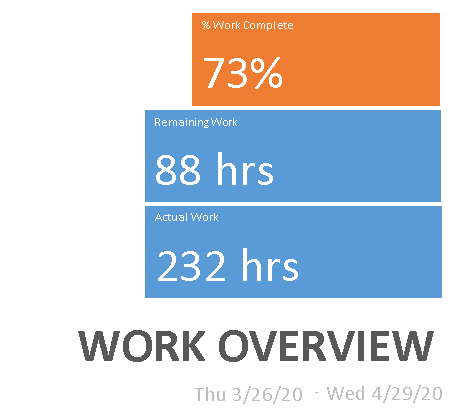 % Work Complete
73%
Remaining Work
88 hrs
Actual Work
232 hrs
WORK OVERVIEW
Thu 3/26/20 - Wed 4/29/20